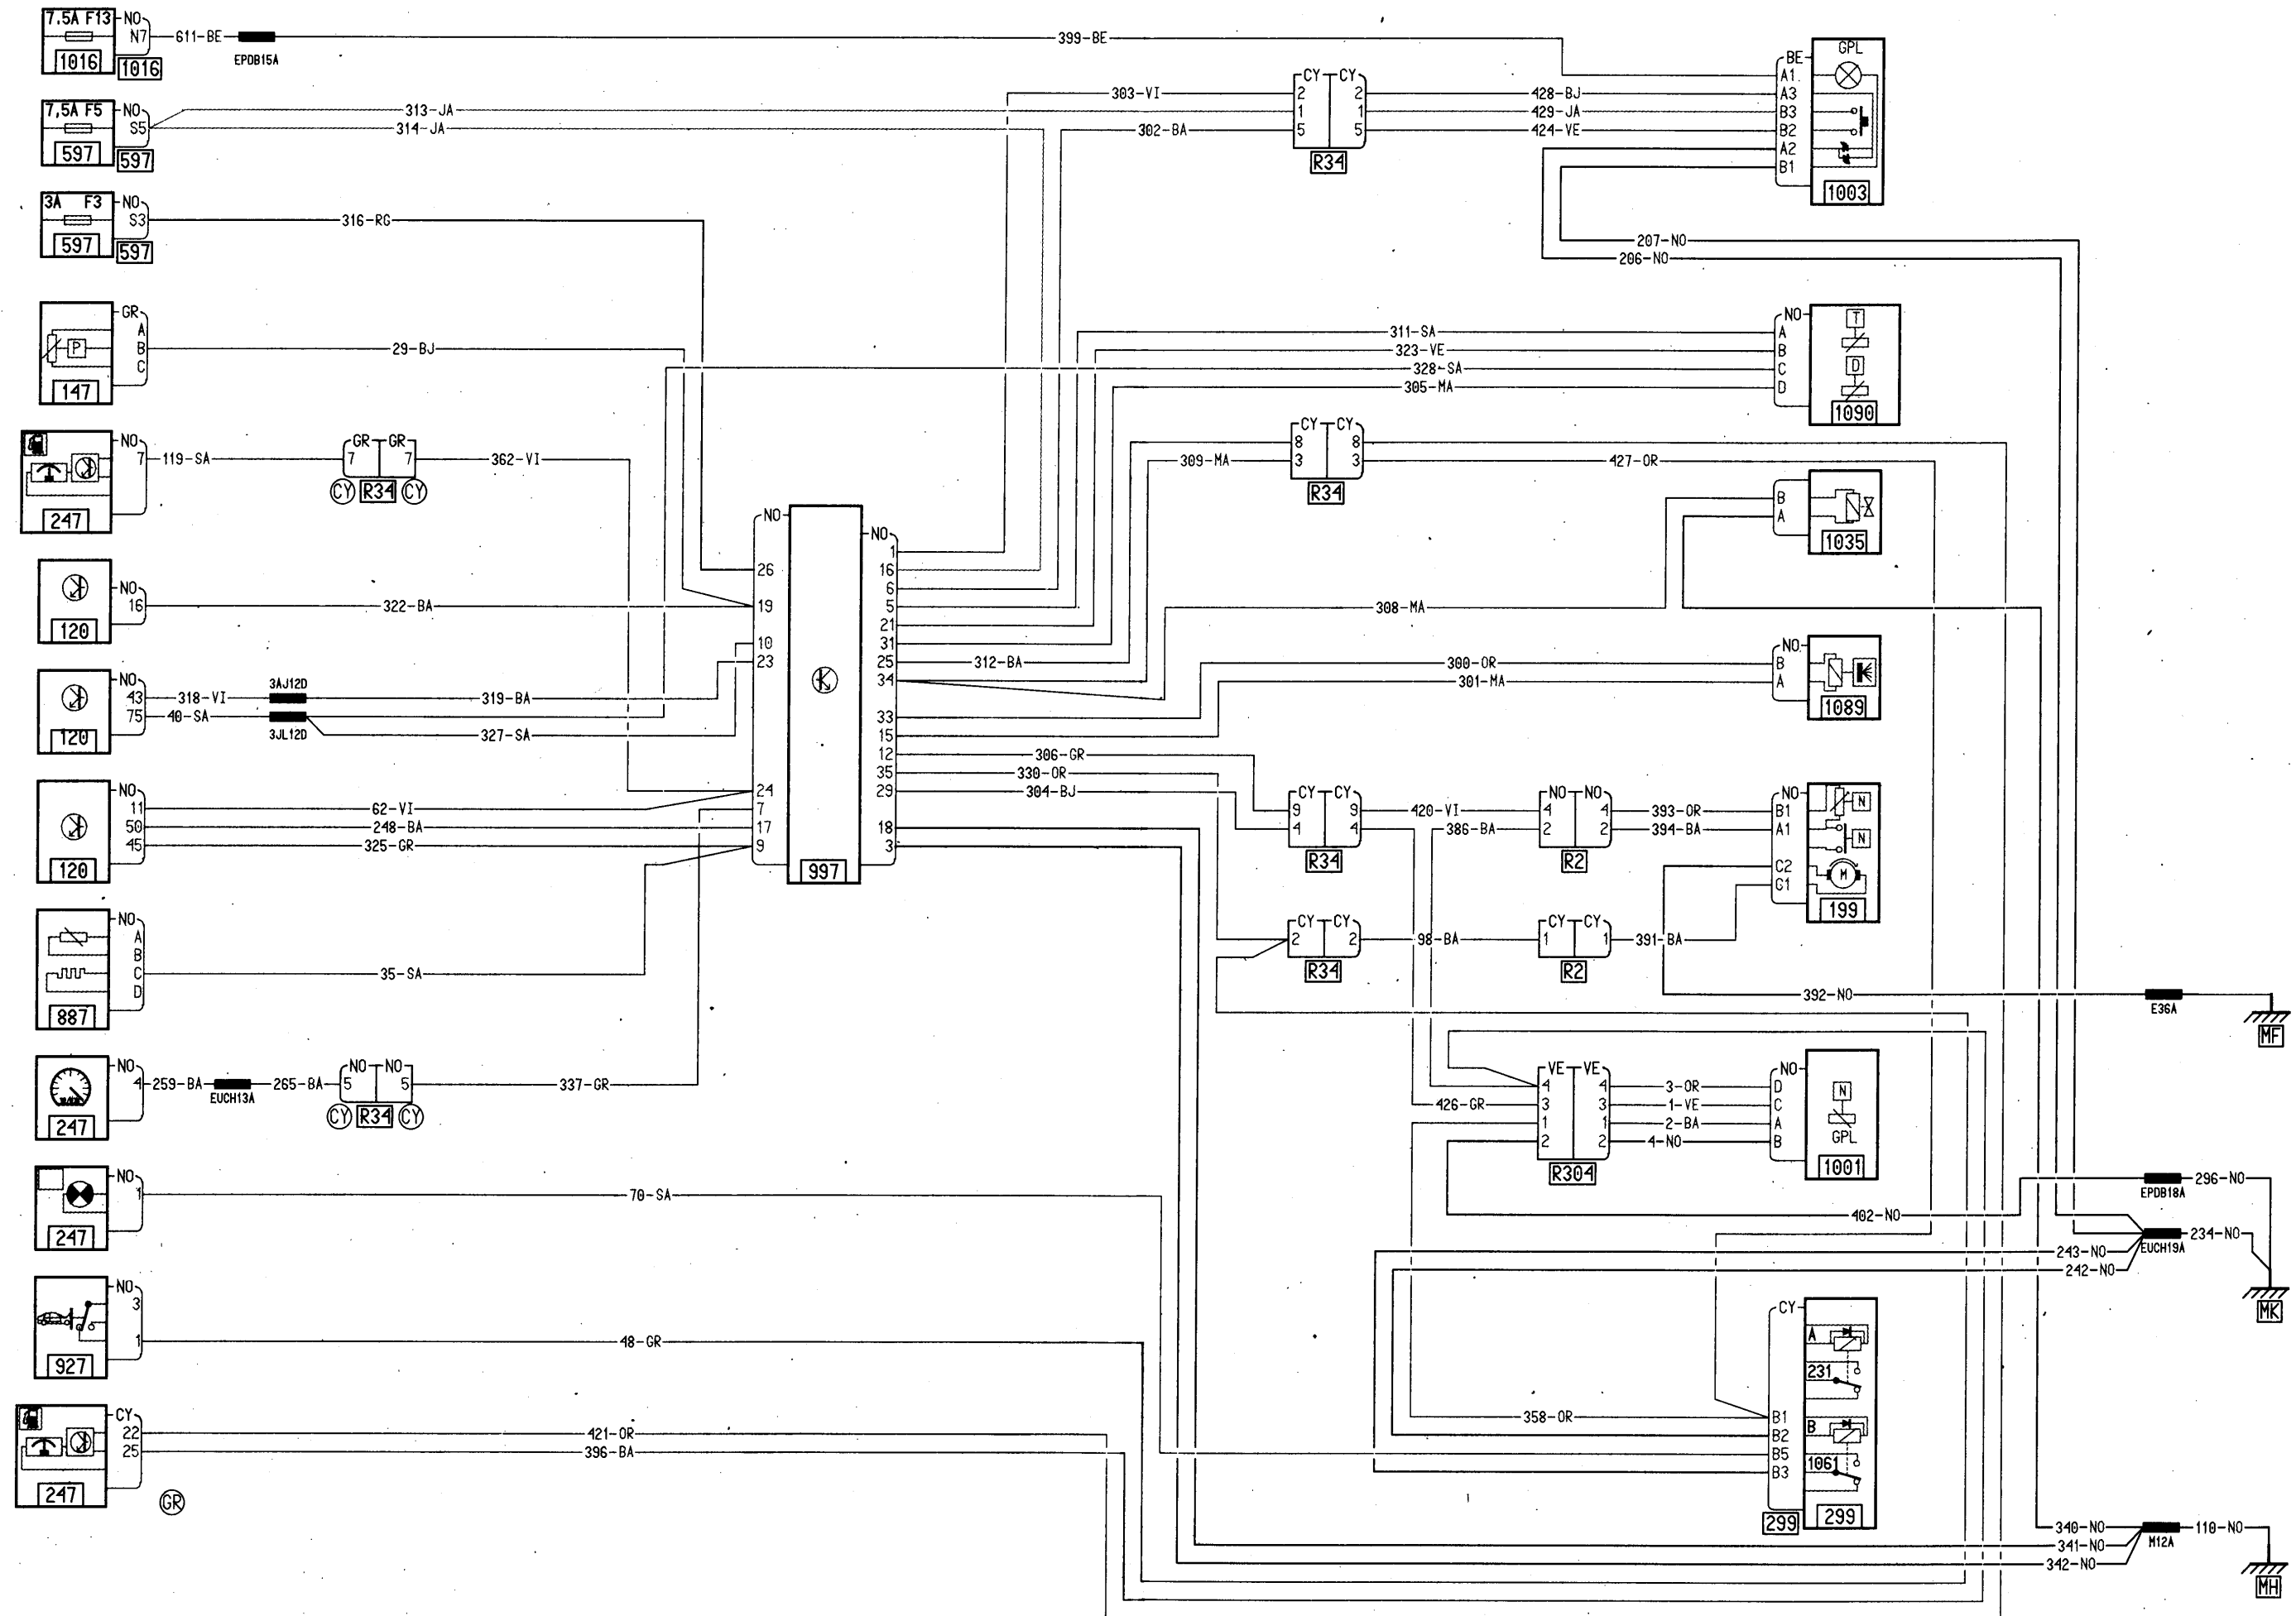 7.5A F13 NO
N7 611-BE 399-BE
1016 1016
EPDB15A
GPL
BE
A1
A3
B3
B2
A2
B1
1003
CY CY
303-VI 2 2 428-BJ
313-JA 1 1 429-JA
302-BA 5 5 424-VE
R34
7,5A F5 NO
S5
314-JA
597 597
3A F3 NO
S3 316-RG
597 597
207-NO
206-NO
GR
A
B 29-BJ
C
P
147
NO
311-SA A
323-VE B
328-SA C
305-MA D
T
D
1090
NO
7 119-SA
GR GR
7 7 362-VI
CY R34 CY
247
CY CY
8 8
309-MA 3 3 427-OR
R34
B
A
1035
NO
16 322-BA
120
NO
26
19
10
23
24
7
17
9
997
NO
1
16
6
5
21
31
25 312-BA
34
33
15
12 306-GR
35 330-OR
29 304-BJ
18
3
308-MA
NO
300-OR B
301-MA A
1089
NO
43 318-VI 3AJ12D 319-BA
75 40-SA 3JL12D 327-SA
120
NO
11 62-VI
50 248-BA
45 325-GR
120
CY CY
9 9 420-VI
4 4 386-BA
R34
NO NO
4 4 393-OR
2 2 394-BA
R2
NO
B1
A1
C2
C1
N
N
M
199
NO
A
B
C 35-SA
D
887
CY CY
2 2 98-BA
R34
CY CY
1 1 391-BA
R2
392-NO
E36A
MF
NO
4 259-BA EUCH13A 265-BA
NO NO
5 5 337-GR
CY R34 CY
247
VE VE
4 4 3-OR
426-GR 3 3 1-VE
1 1 2-BA
2 2 4-NO
R304
NO
D
C
A
B
N
GPL
1001
NO
1 70-SA
247
402-NO
EPDB18A 296-NO
EUCH19A 234-NO
243-NO
242-NO
MK
NO
3
1 48-GR
927
CY
22 421-OR
25 396-BA
247
GR
CY
358-OR B1
B2
B5
B3
A
231
B
1061
299 299
340-NO
341-NO
342-NO
M12A 110-NO
MH